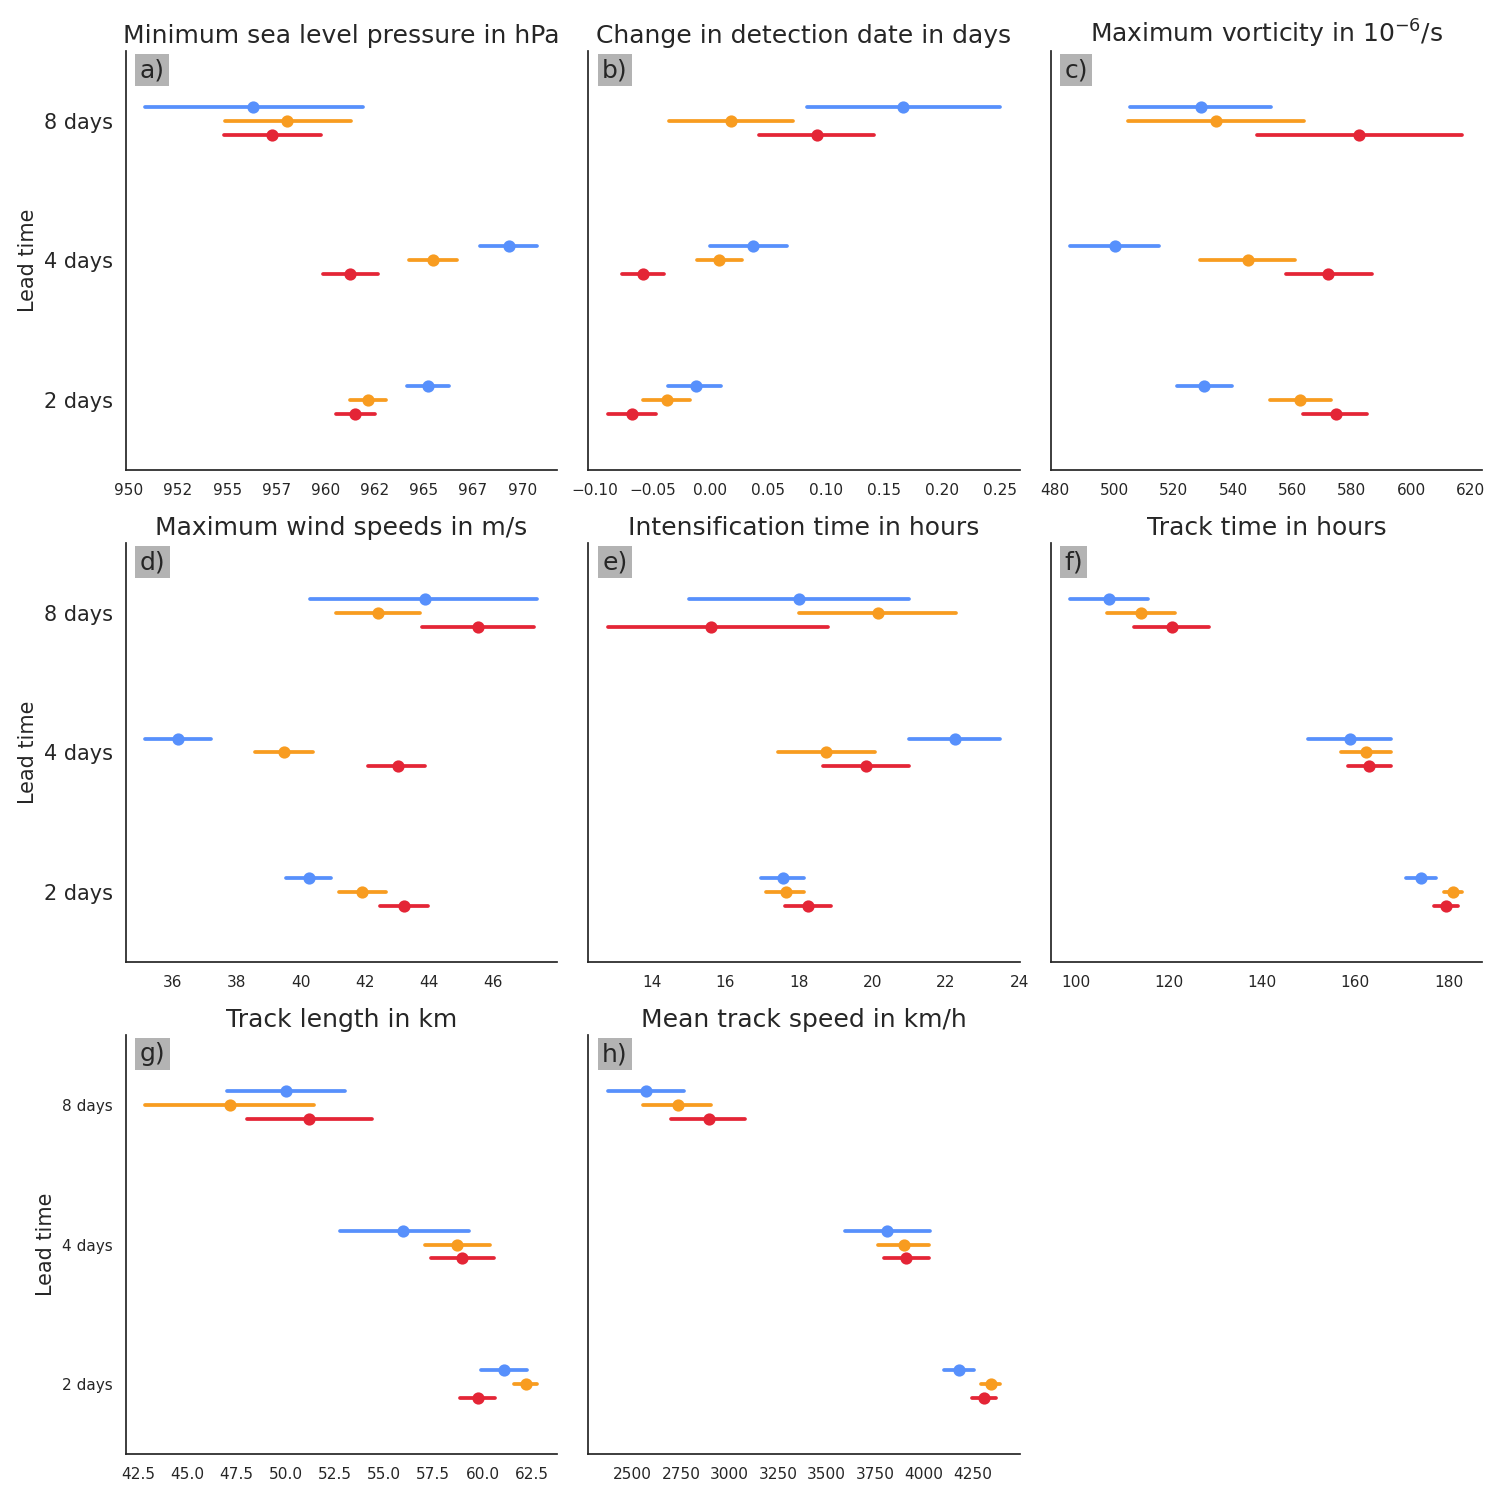 Minimum sea level pressure in hPa
Change in detection date in days
Maximum vorticity in 10⁻⁶/s
a)
b)
c)
8 days
4 days
2 days
Lead time
950 952 955 957 960 962 965 967 970
−0.10 −0.05 0.00 0.05 0.10 0.15 0.20 0.25
480 500 520 540 560 580 600 620
Maximum wind speeds in m/s
Intensification time in hours
Track time in hours
d)
e)
f)
8 days
4 days
2 days
Lead time
36 38 40 42 44 46
14 16 18 20 22 24
100 120 140 160 180
Track length in km
Mean track speed in km/h
g)
h)
8 days
4 days
2 days
Lead time
42.5 45.0 47.5 50.0 52.5 55.0 57.5 60.0 62.5
2500 2750 3000 3250 3500 3750 4000 4250